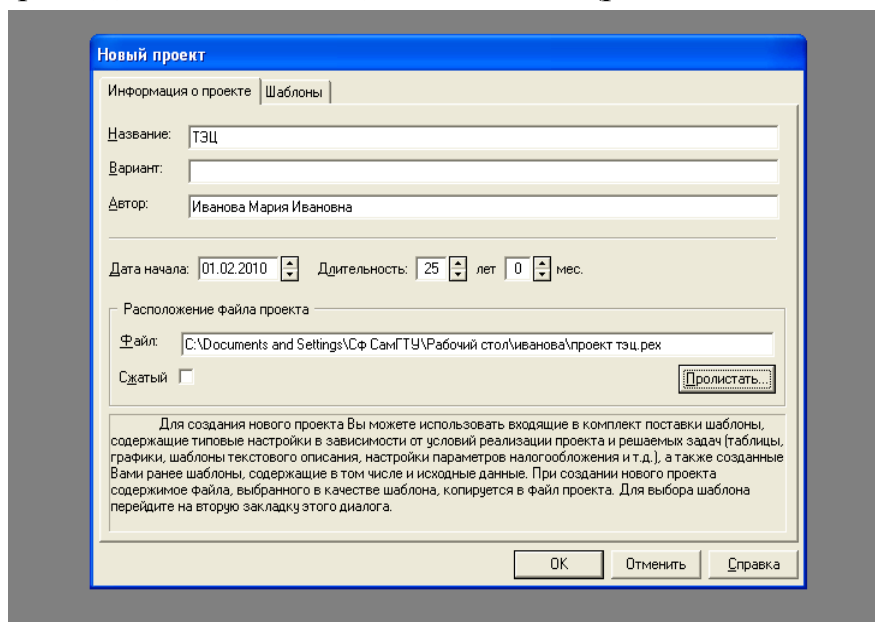 Новый проект
Информация о проекте Шаблоны
Название: ТЭЦ
Вариант:
Автор: Иванова Мария Ивановна
Дата начала: 01.02.2010 Длительность: 25 лет 0 мес.
Расположение файла проекта
Файл: C:\Documents and Settings\Сф СамГТУ\Рабочий стол\иванова\проект тэц.pex
Сжатый Пролистать...
Для создания нового проекта Вы можете использовать входящие в комплект поставки шаблоны,
содержащие типовые настройки в зависимости от условий реализации проекта и решаемых задач (таблицы,
графики, шаблоны текстового описания, настройки параметров налогообложения и т.д.), а также созданные
Вами ранее шаблоны, содержащие в том числе и исходные данные. При создании нового проекта
содержимое файла, выбранного в качестве шаблона, копируется в файл проекта. Для выбора шаблона
перейдите на вторую закладку этого диалога.
OK Отменить Справка